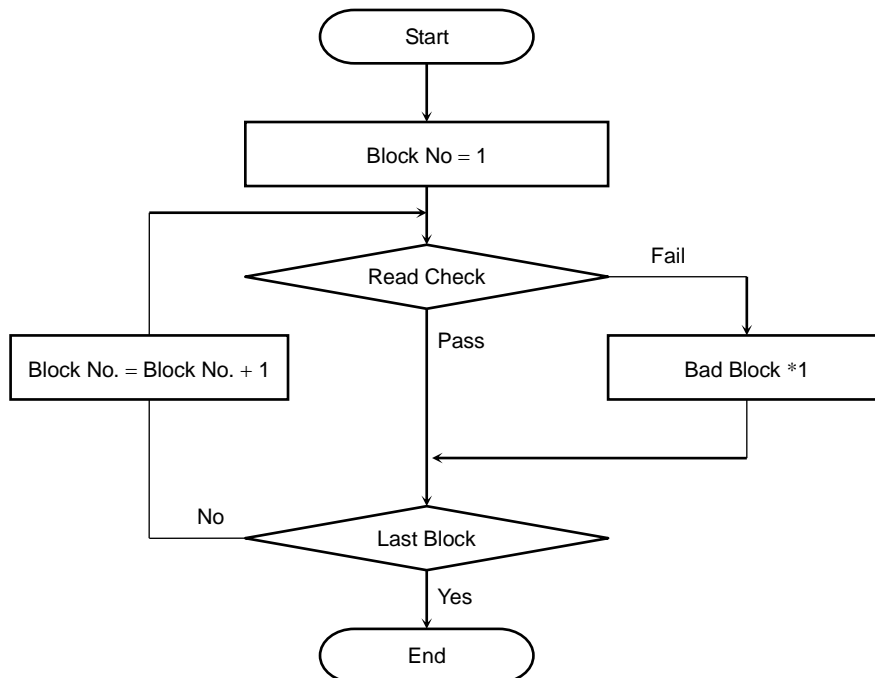 Start
Block No = 1
Read Check
Fail
Pass
Block No. = Block No. + 1
Bad Block *1
No
Last Block
Yes
End